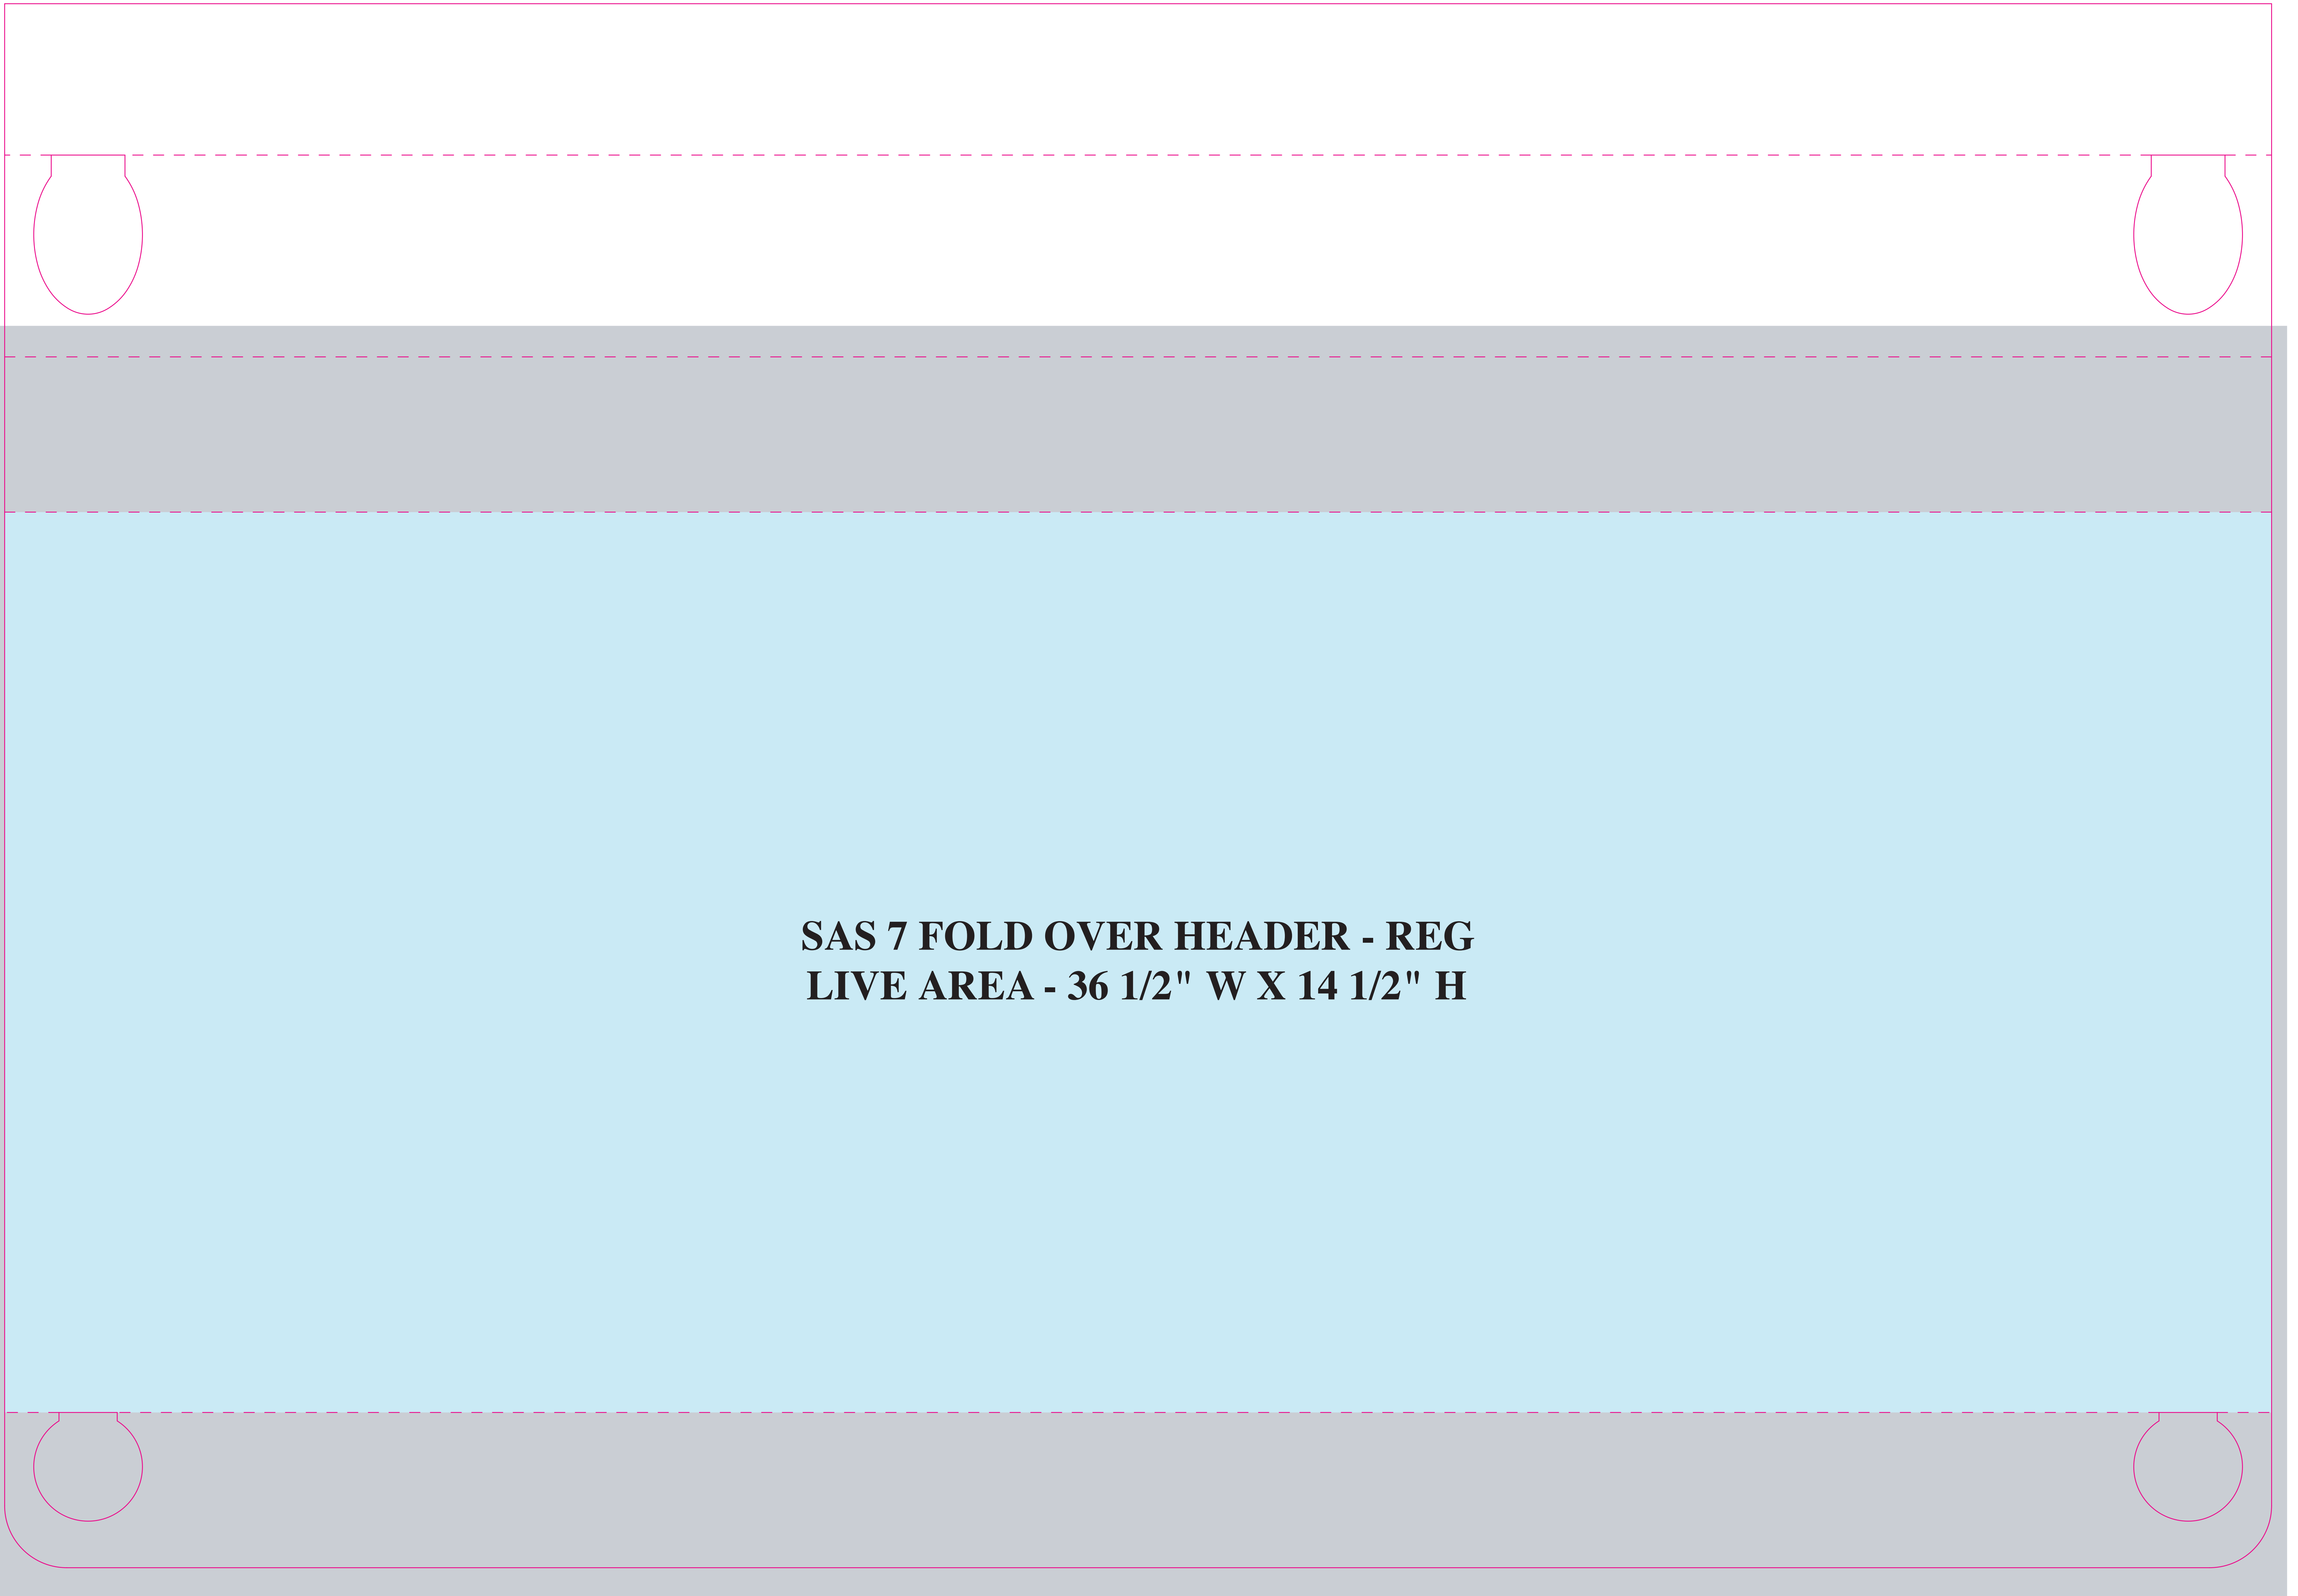 SAS 7 FOLD OVER HEADER - REG
LIVE AREA - 36 1/2" W X 14 1/2" H